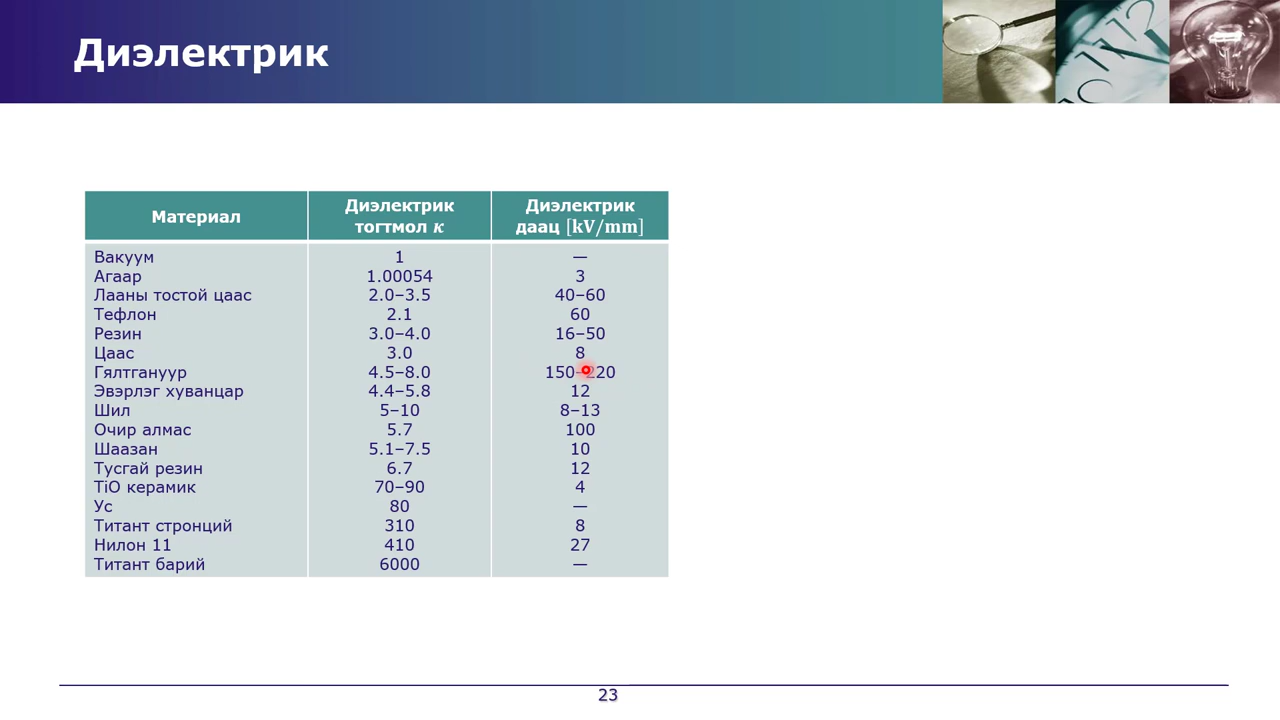 Диэлектрик
Материал Диэлектрик тогтмол κ Диэлектрик даац [kV/mm]
Вакуум 1 —
Агаар 1.00054 3
Лааны тостой цаас 2.0–3.5 40–60
Тефлон 2.1 60
Резин 3.0–4.0 16–50
Цаас 3.0 8
Гялтгануур 4.5–8.0 150–220
Эвэрлэг хуванцар 4.4–5.8 12
Шил 5–10 8–13
Очир алмас 5.7 100
Шаазан 5.1–7.5 10
Тусгай резин 6.7 12
TiO керамик 70–90 4
Ус 80 —
Титант стронций 310 8
Нилон 11 410 27
Титант барий 6000 —
23